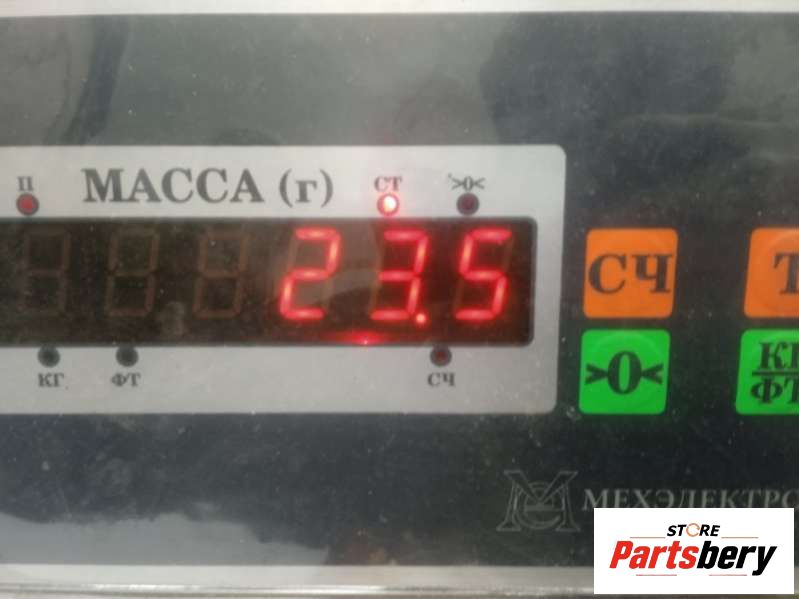 П МАССА (г) СТ >0<
23.5
КГ ФТ СЧ
СЧ Т
>0<
МЕХЭЛЕКТРО
STORE
Partsbery